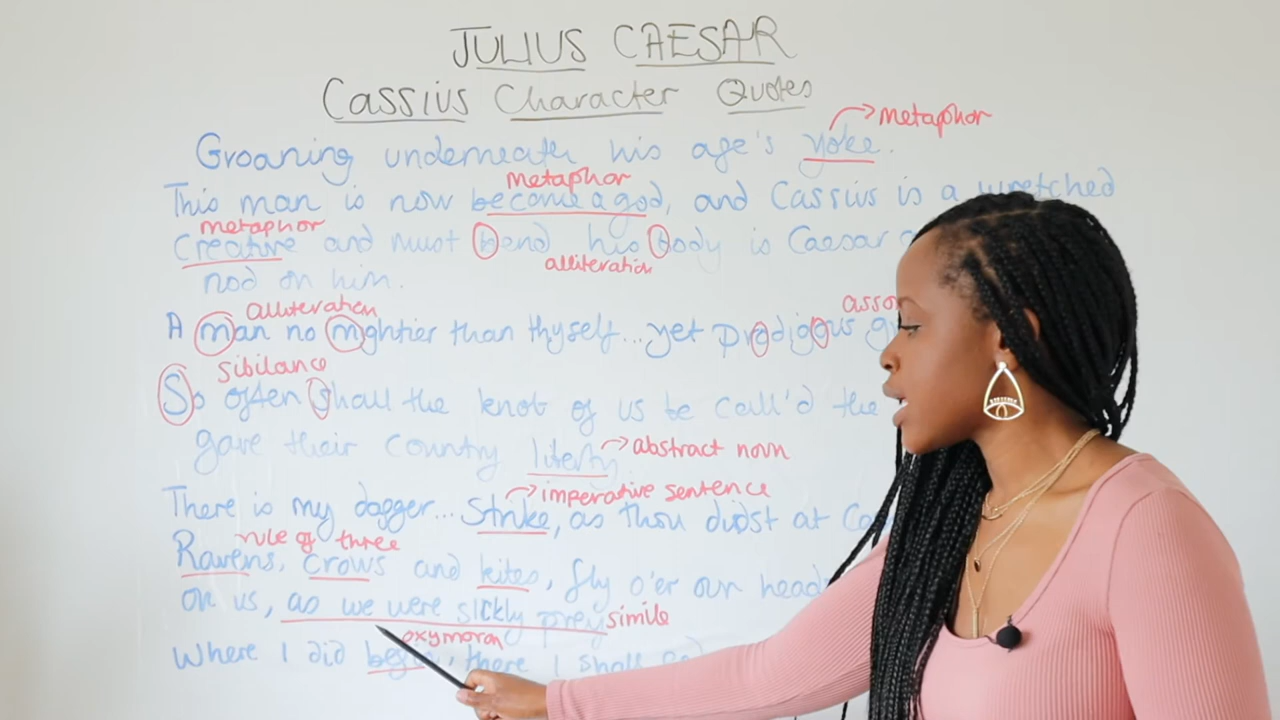 JULIUS CAESAR
Cassius Character Quotes
→ metaphor
Groaning underneath his age's yoke.
metaphor
This man is now become a god, and Cassius is a wretched
metaphor
creature and must bend his body is Caesar
alliteration
nod on him.
alliteration
asso
A man no mightier than thyself...yet prodigous
sibilance
So often shall the knot of us be call'd the
gave their country liberty.
→ abstract noun
→ imperative sentence
There is my dagger... Strike, as thou didst at
rule of three
Ravens, crows and kites, fly o'er our head
on us, as we were sickly prey
simile
oxymoron
Where I did begin, there I shall